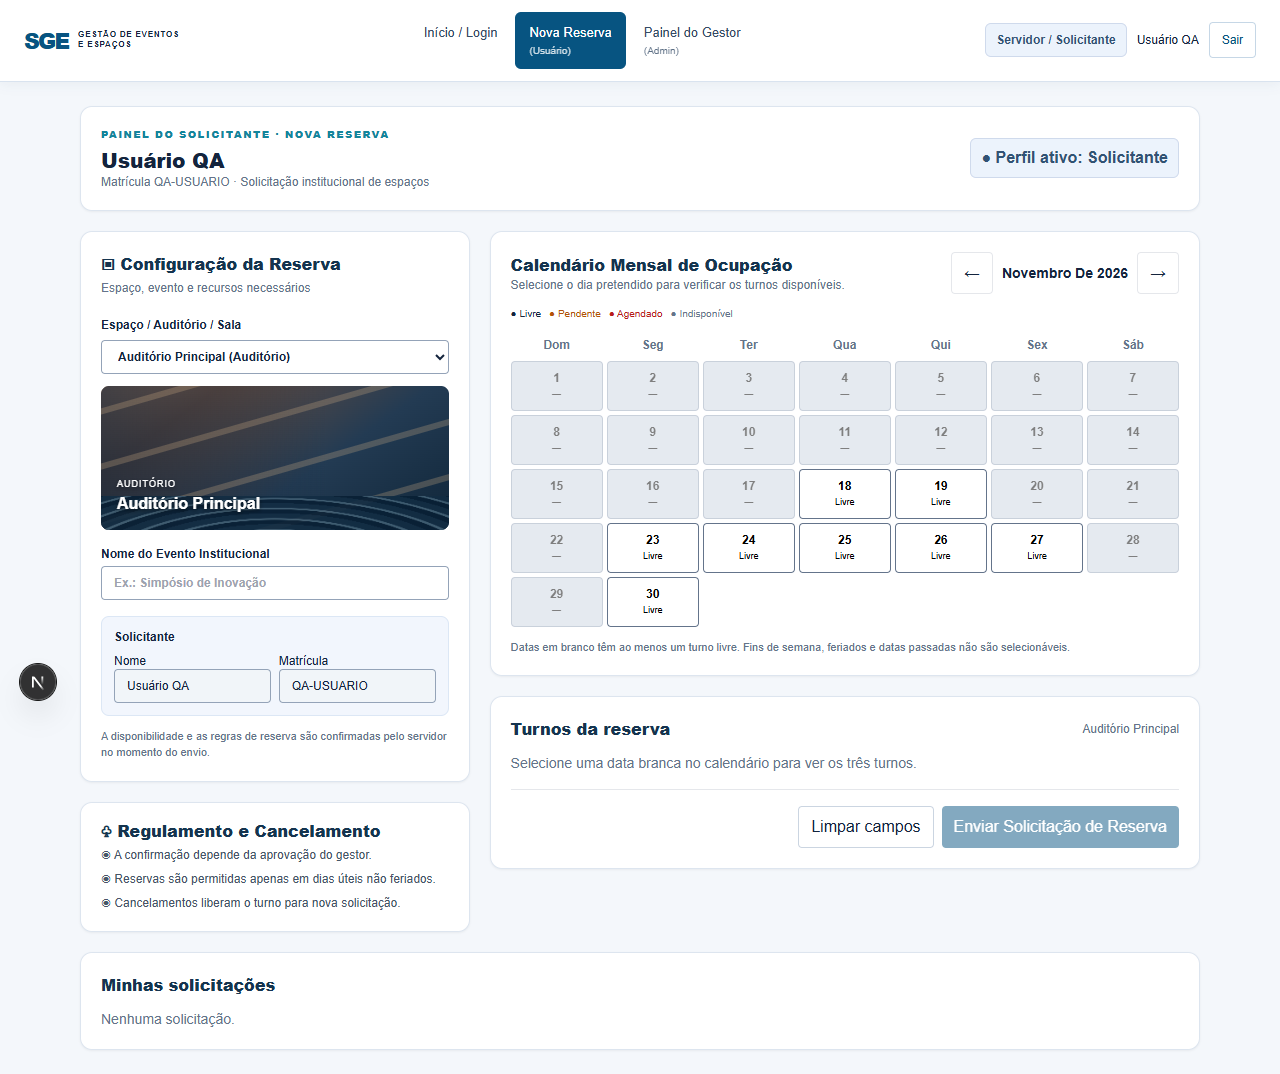 SGE GESTÃO DE EVENTOS
E ESPAÇOS
Início / Login
Nova Reserva
(Usuário)
Painel do Gestor
(Admin)
Servidor / Solicitante
Usuário QA
Sair
PAINEL DO SOLICITANTE · NOVA RESERVA
Usuário QA
Matrícula QA-USUARIO · Solicitação institucional de espaços
● Perfil ativo: Solicitante
▣ Configuração da Reserva
Espaço, evento e recursos necessários
Espaço / Auditório / Sala
Auditório Principal (Auditório)
AUDITÓRIO
Auditório Principal
Nome do Evento Institucional
Ex.: Simpósio de Inovação
Solicitante
Nome Matrícula
Usuário QA QA-USUARIO
A disponibilidade e as regras de reserva são confirmadas pelo servidor
no momento do envio.
♧ Regulamento e Cancelamento
◉ A confirmação depende da aprovação do gestor.
◉ Reservas são permitidas apenas em dias úteis não feriados.
◉ Cancelamentos liberam o turno para nova solicitação.
Calendário Mensal de Ocupação
Selecione o dia pretendido para verificar os turnos disponíveis.
← Novembro De 2026 →
● Livre ● Pendente ● Agendado ● Indisponível
Dom Seg Ter Qua Qui Sex Sáb
1 2 3 4 5 6 7
— — — — — — —
8 9 10 11 12 13 14
— — — — — — —
15 16 17 18 19 20 21
— — — Livre Livre — —
22 23 24 25 26 27 28
— Livre Livre Livre Livre Livre —
29 30
— Livre
Datas em branco têm ao menos um turno livre. Fins de semana, feriados e datas passadas não são selecionáveis.
Turnos da reserva
Auditório Principal
Selecione uma data branca no calendário para ver os três turnos.
Limpar campos
Enviar Solicitação de Reserva
Minhas solicitações
Nenhuma solicitação.
N